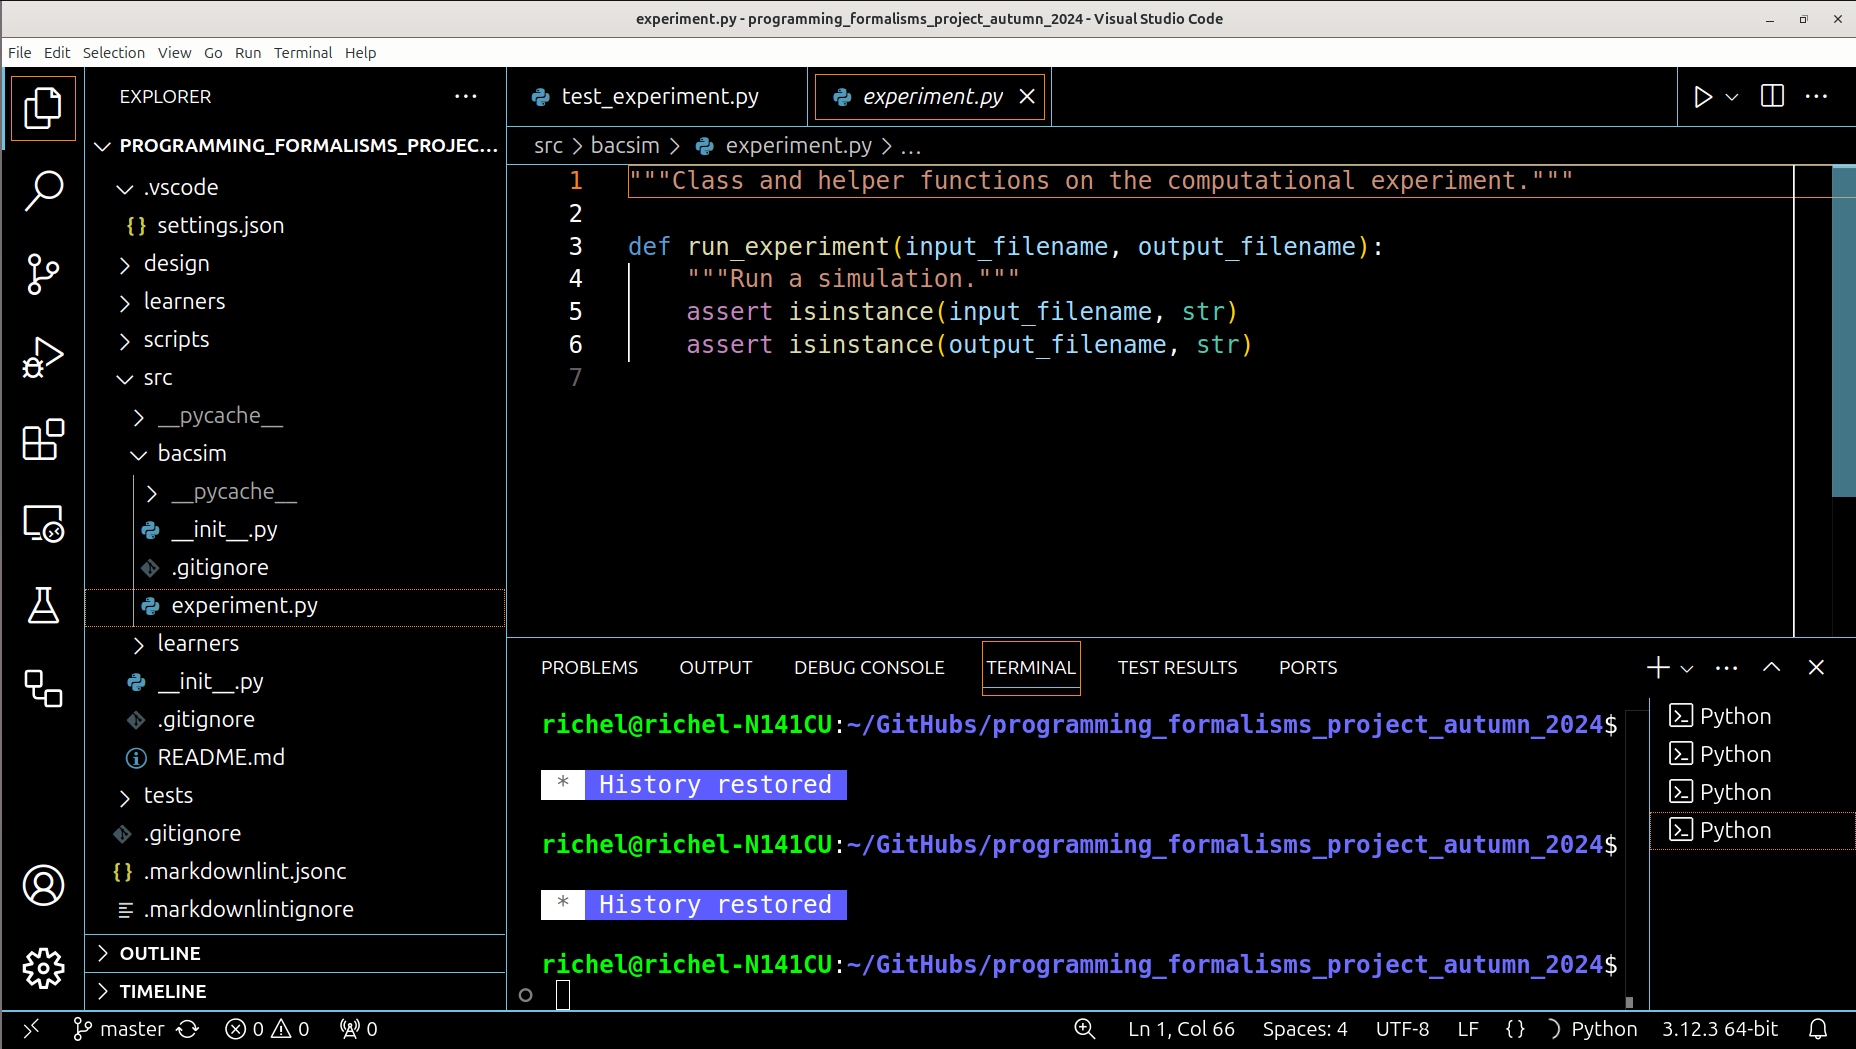 experiment.py - programming_formalisms_project_autumn_2024 - Visual Studio Code
File Edit Selection View Go Run Terminal Help
EXPLORER
PROGRAMMING_FORMALISMS_PROJEC...
.vscode
settings.json
design
learners
scripts
src
__pycache__
bacsim
__pycache__
__init__.py
.gitignore
experiment.py
learners
__init__.py
.gitignore
README.md
tests
.gitignore
.markdownlint.jsonc
.markdownlintignore
OUTLINE
TIMELINE
test_experiment.py experiment.py
src > bacsim > experiment.py > ...
1 """Class and helper functions on the computational experiment."""
2
3 def run_experiment(input_filename, output_filename):
4 """Run a simulation."""
5 assert isinstance(input_filename, str)
6 assert isinstance(output_filename, str)
7
PROBLEMS OUTPUT DEBUG CONSOLE TERMINAL TEST RESULTS PORTS
richel@richel-N141CU:~/GitHubs/programming_formalisms_project_autumn_2024$
* History restored
richel@richel-N141CU:~/GitHubs/programming_formalisms_project_autumn_2024$
* History restored
richel@richel-N141CU:~/GitHubs/programming_formalisms_project_autumn_2024$
Python
Python
Python
Python
master 0 0 0 Ln 1, Col 66 Spaces: 4 UTF-8 LF {} Python 3.12.3 64-bit